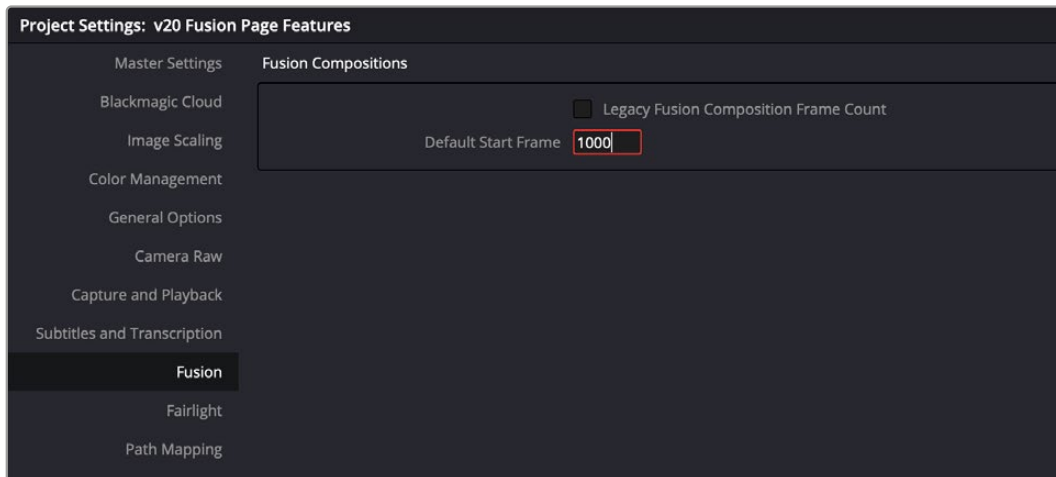 Project Settings: v20 Fusion Page Features
Master Settings
Blackmagic Cloud
Image Scaling
Color Management
General Options
Camera Raw
Capture and Playback
Subtitles and Transcription
Fusion
Fairlight
Path Mapping
Fusion Compositions
Legacy Fusion Composition Frame Count
Default Start Frame 1000